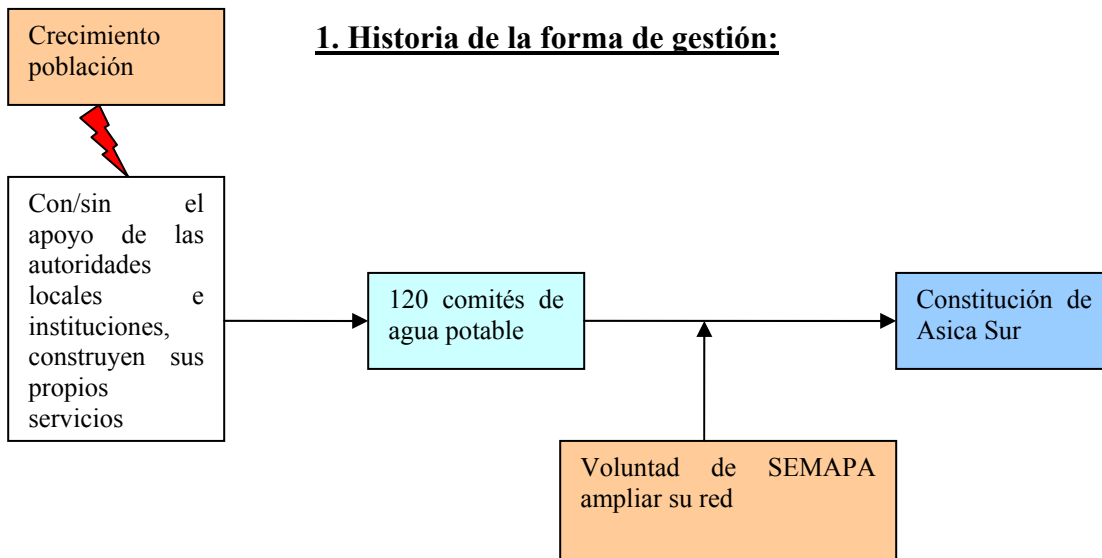 1. Historia de la forma de gestión:
Crecimiento
población
Con/sin el
apoyo de las
autoridades
locales e
instituciones,
construyen sus
propios
servicios
120 comités de
agua potable
Constitución de
Asica Sur
Voluntad de SEMAPA
ampliar su red